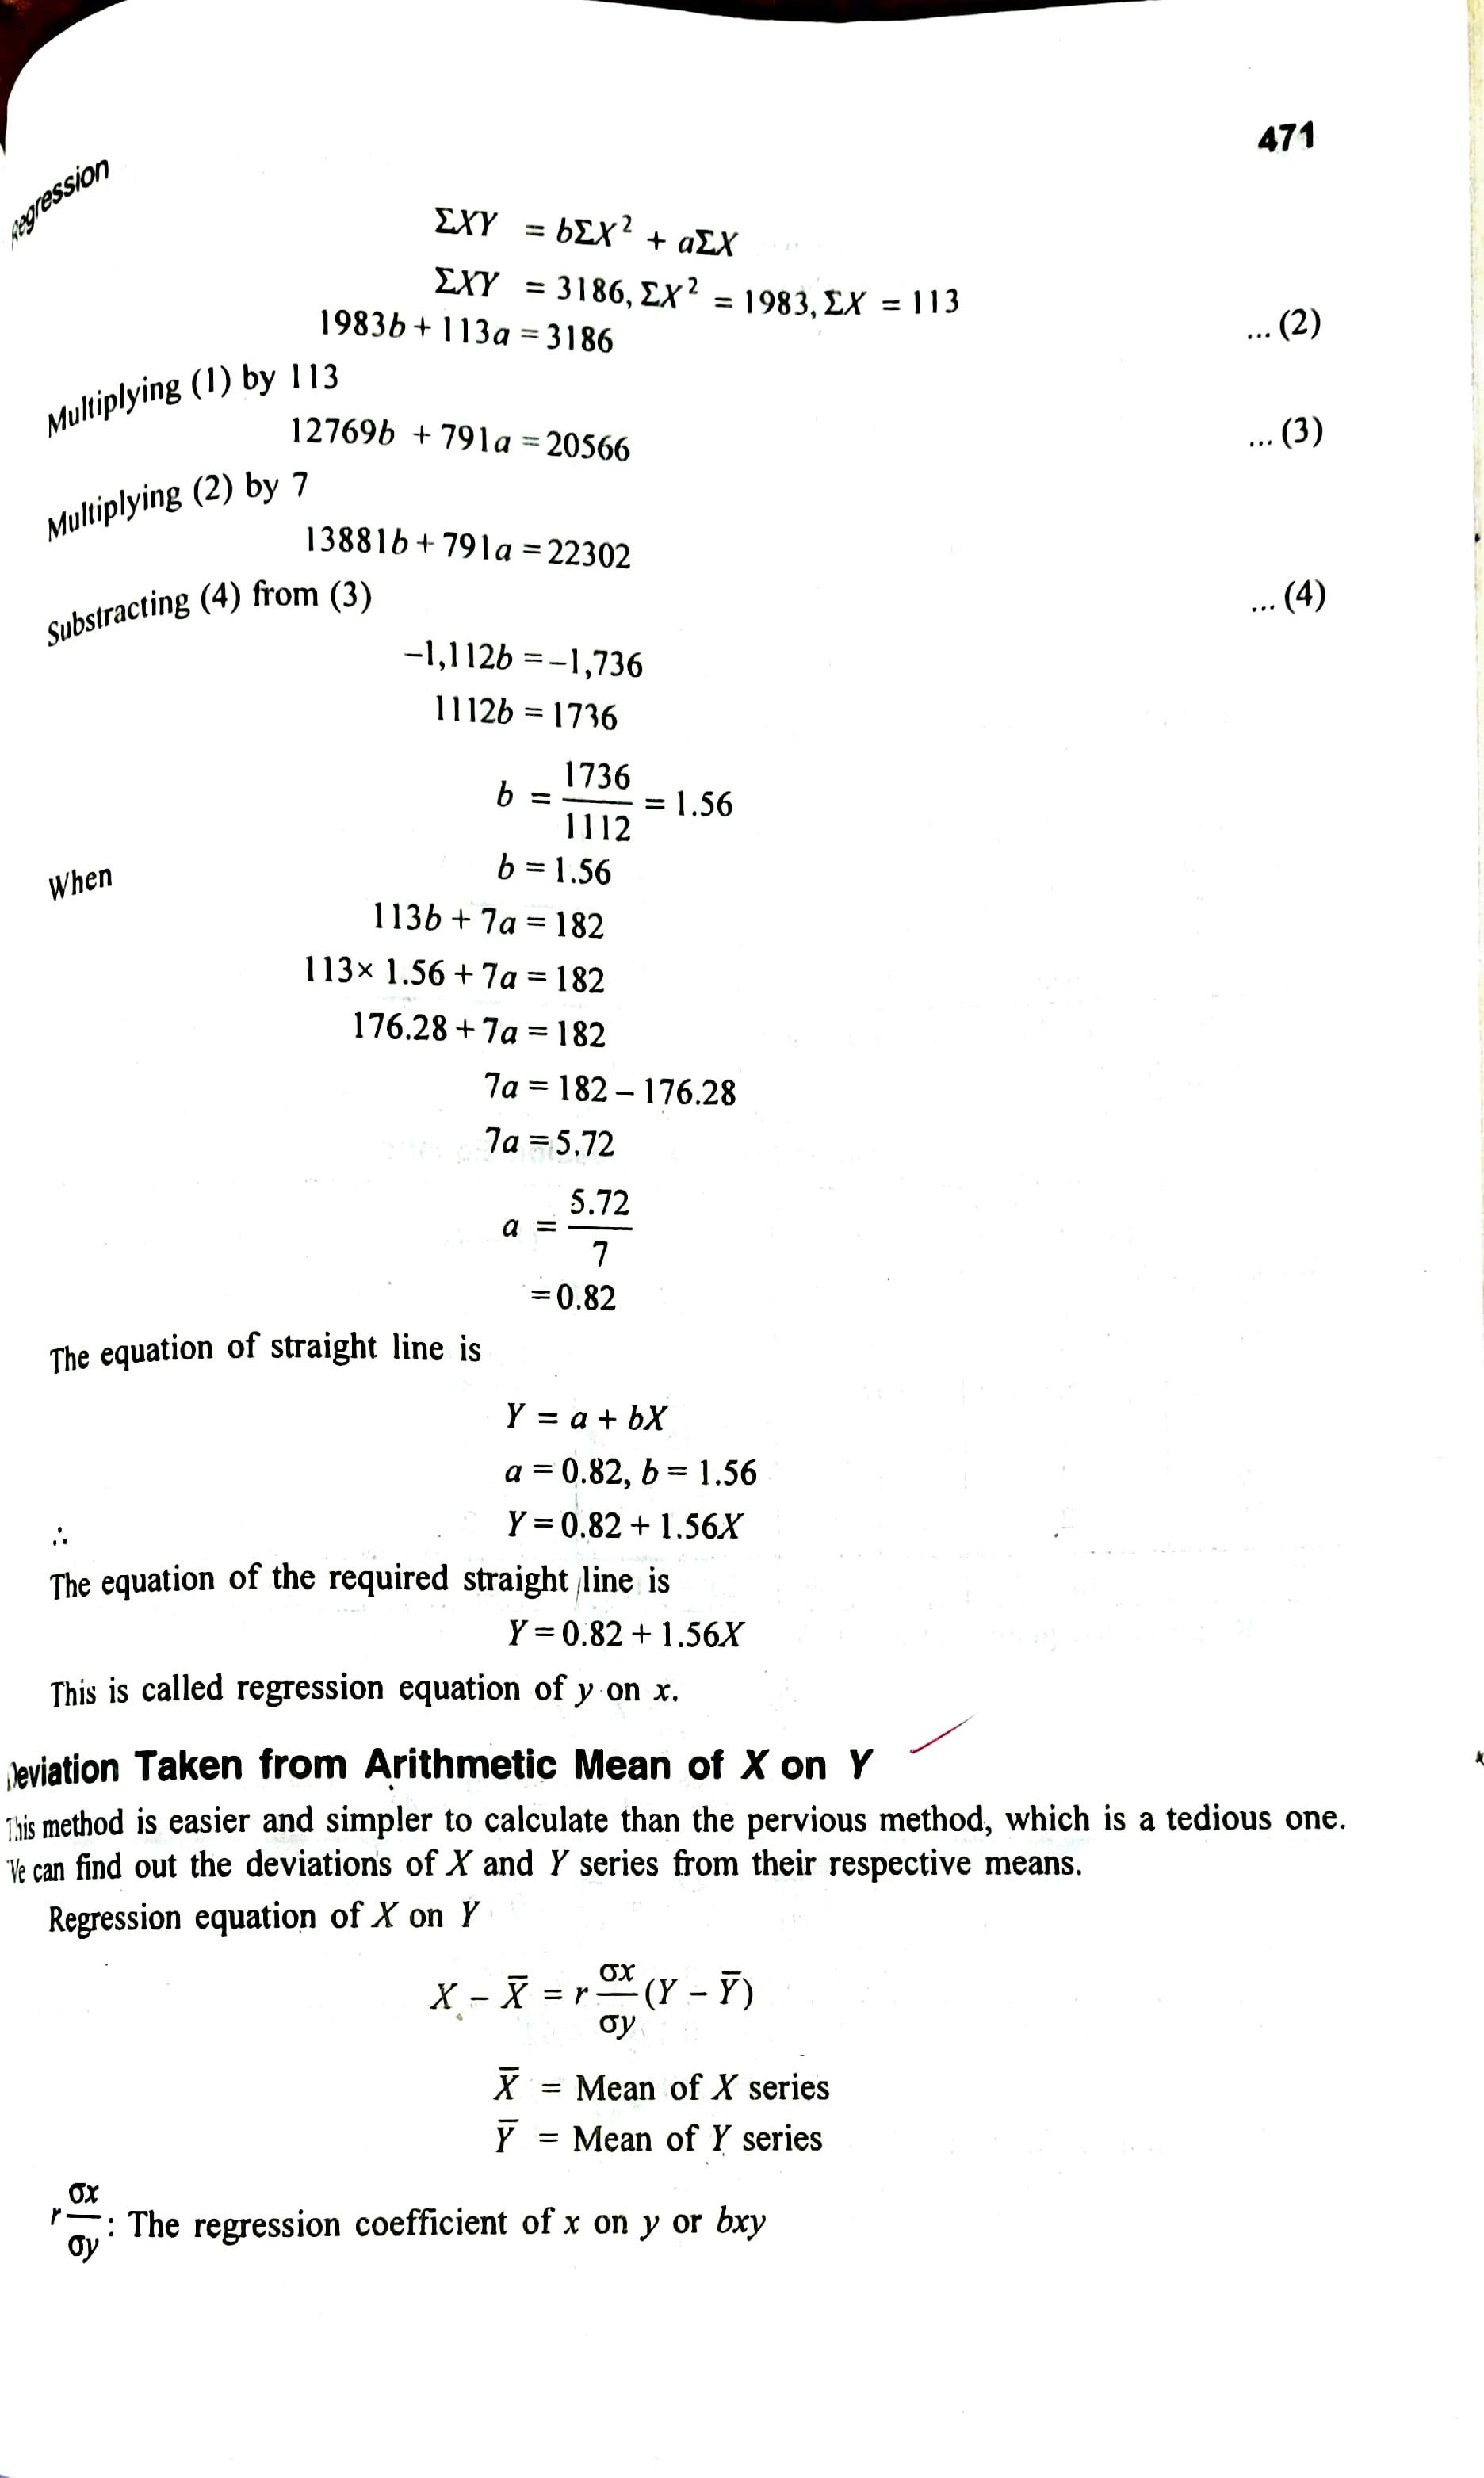 471
Regression
ΣXY = bΣX² + aΣX
ΣXY = 3186, ΣX² = 1983, ΣX = 113
1983b + 113a = 3186 ... (2)
Multiplying (1) by 113
12769b + 791a = 20566 ... (3)
Multiplying (2) by 7
13881b + 791a = 22302
... (4)
Substracting (4) from (3)
–1,112b = –1,736
1112b = 1736
b = 1736/1112 = 1.56
When b = 1.56
113b + 7a = 182
113× 1.56 + 7a = 182
176.28 + 7a = 182
7a = 182 – 176.28
7a = 5.72
a = 5.72/7
= 0.82
The equation of straight line is
Y = a + bX
a = 0.82, b = 1.56
∴ Y = 0.82 + 1.56X
The equation of the required straight line is
Y = 0.82 + 1.56X
This is called regression equation of y on x.
Deviation Taken from Arithmetic Mean of X on Y
This method is easier and simpler to calculate than the pervious method, which is a tedious one.
We can find out the deviations of X and Y series from their respective means.
Regression equation of X on Y
X – X̅ = r σx/σy (Y – Y̅)
X̅ = Mean of X series
Y̅ = Mean of Y series
r σx/σy : The regression coefficient of x on y or bxy